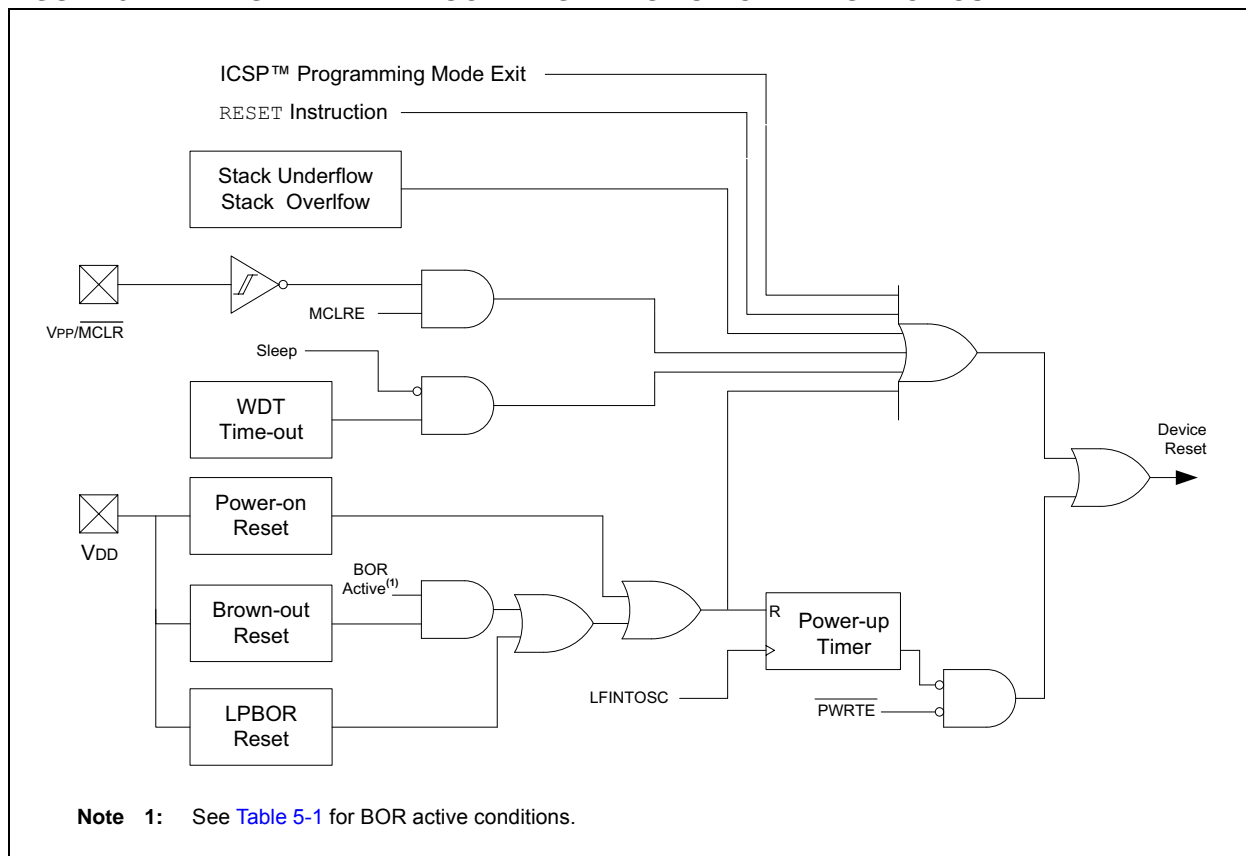 ICSP™ Programming Mode Exit
RESET Instruction
Stack Underflow
Stack Overlfow
VPP/MCLR
MCLRE
Sleep
WDT
Time-out
Device
Reset
VDD
Power-on
Reset
BOR
Active(1)
Brown-out
Reset
R
Power-up
Timer
LFINTOSC
PWRTE
LPBOR
Reset
Note 1: See Table 5-1 for BOR active conditions.